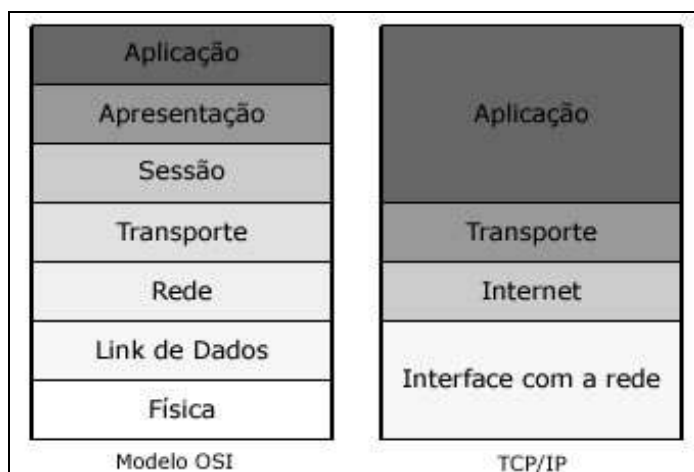 Aplicação
Apresentação
Sessão
Transporte
Rede
Link de Dados
Física
Modelo OSI
Aplicação
Transporte
Internet
Interface com a rede
TCP/IP